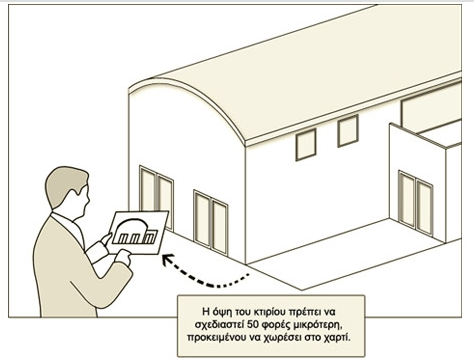 Η όψη του κτιρίου πρέπει να
σχεδιαστεί 50 φορές μικρότερη,
προκειμένου να χωρέσει στο χαρτί.